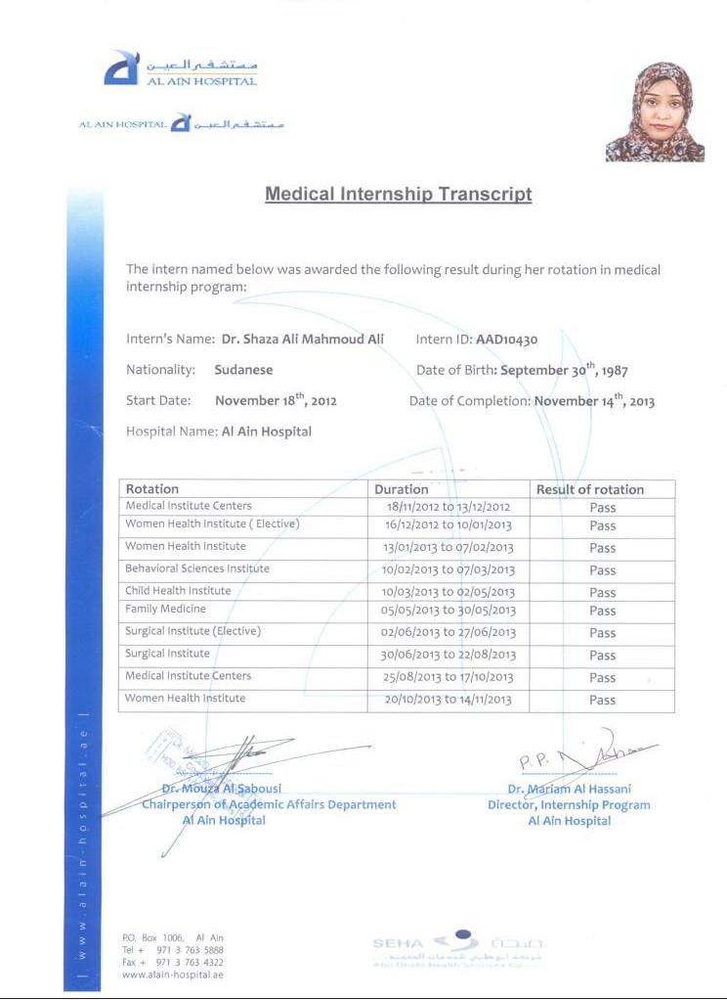 مستشفى العين
AL AIN HOSPITAL
AL AIN HOSPITAL مستشفى العين
Medical Internship Transcript
The intern named below was awarded the following result during her rotation in medical
internship program:
Intern's Name: Dr. Shaza Ali Mahmoud Ali Intern ID: AAD10430
Nationality: Sudanese Date of Birth: September 30th, 1987
Start Date: November 18th, 2012 Date of Completion: November 14th, 2013
Hospital Name: Al Ain Hospital
Rotation Duration Result of rotation
Medical Institute Centers 18/11/2012 to 13/12/2012 Pass
Women Health Institute ( Elective) 16/12/2012 to 10/01/2013 Pass
Women Health Institute 13/01/2013 to 07/02/2013 Pass
Behavioral Sciences Institute 10/02/2013 to 07/03/2013 Pass
Child Health Institute 10/03/2013 to 02/05/2013 Pass
Family Medicine 05/05/2013 to 30/05/2013 Pass
Surgical Institute (Elective) 02/06/2013 to 27/06/2013 Pass
Surgical Institute 30/06/2013 to 22/08/2013 Pass
Medical Institute Centers 25/08/2013 to 17/10/2013 Pass
Women Health Institute 20/10/2013 to 14/11/2013 Pass
P.P.
Dr. Mouza Al Sabousi Dr. Mariam Al Hassani
Chairperson of Academic Affairs Department Director, Internship Program
Al Ain Hospital Al Ain Hospital
| www.alain-hospital.ae |
P.O. Box 1006, Al Ain
Tel + 971 3 763 5888
Fax + 971 3 763 4322
www.alain-hospital.ae
SEHA صحة
شركة أبوظبي للخدمات الصحية
Abu Dhabi Health Services Co.